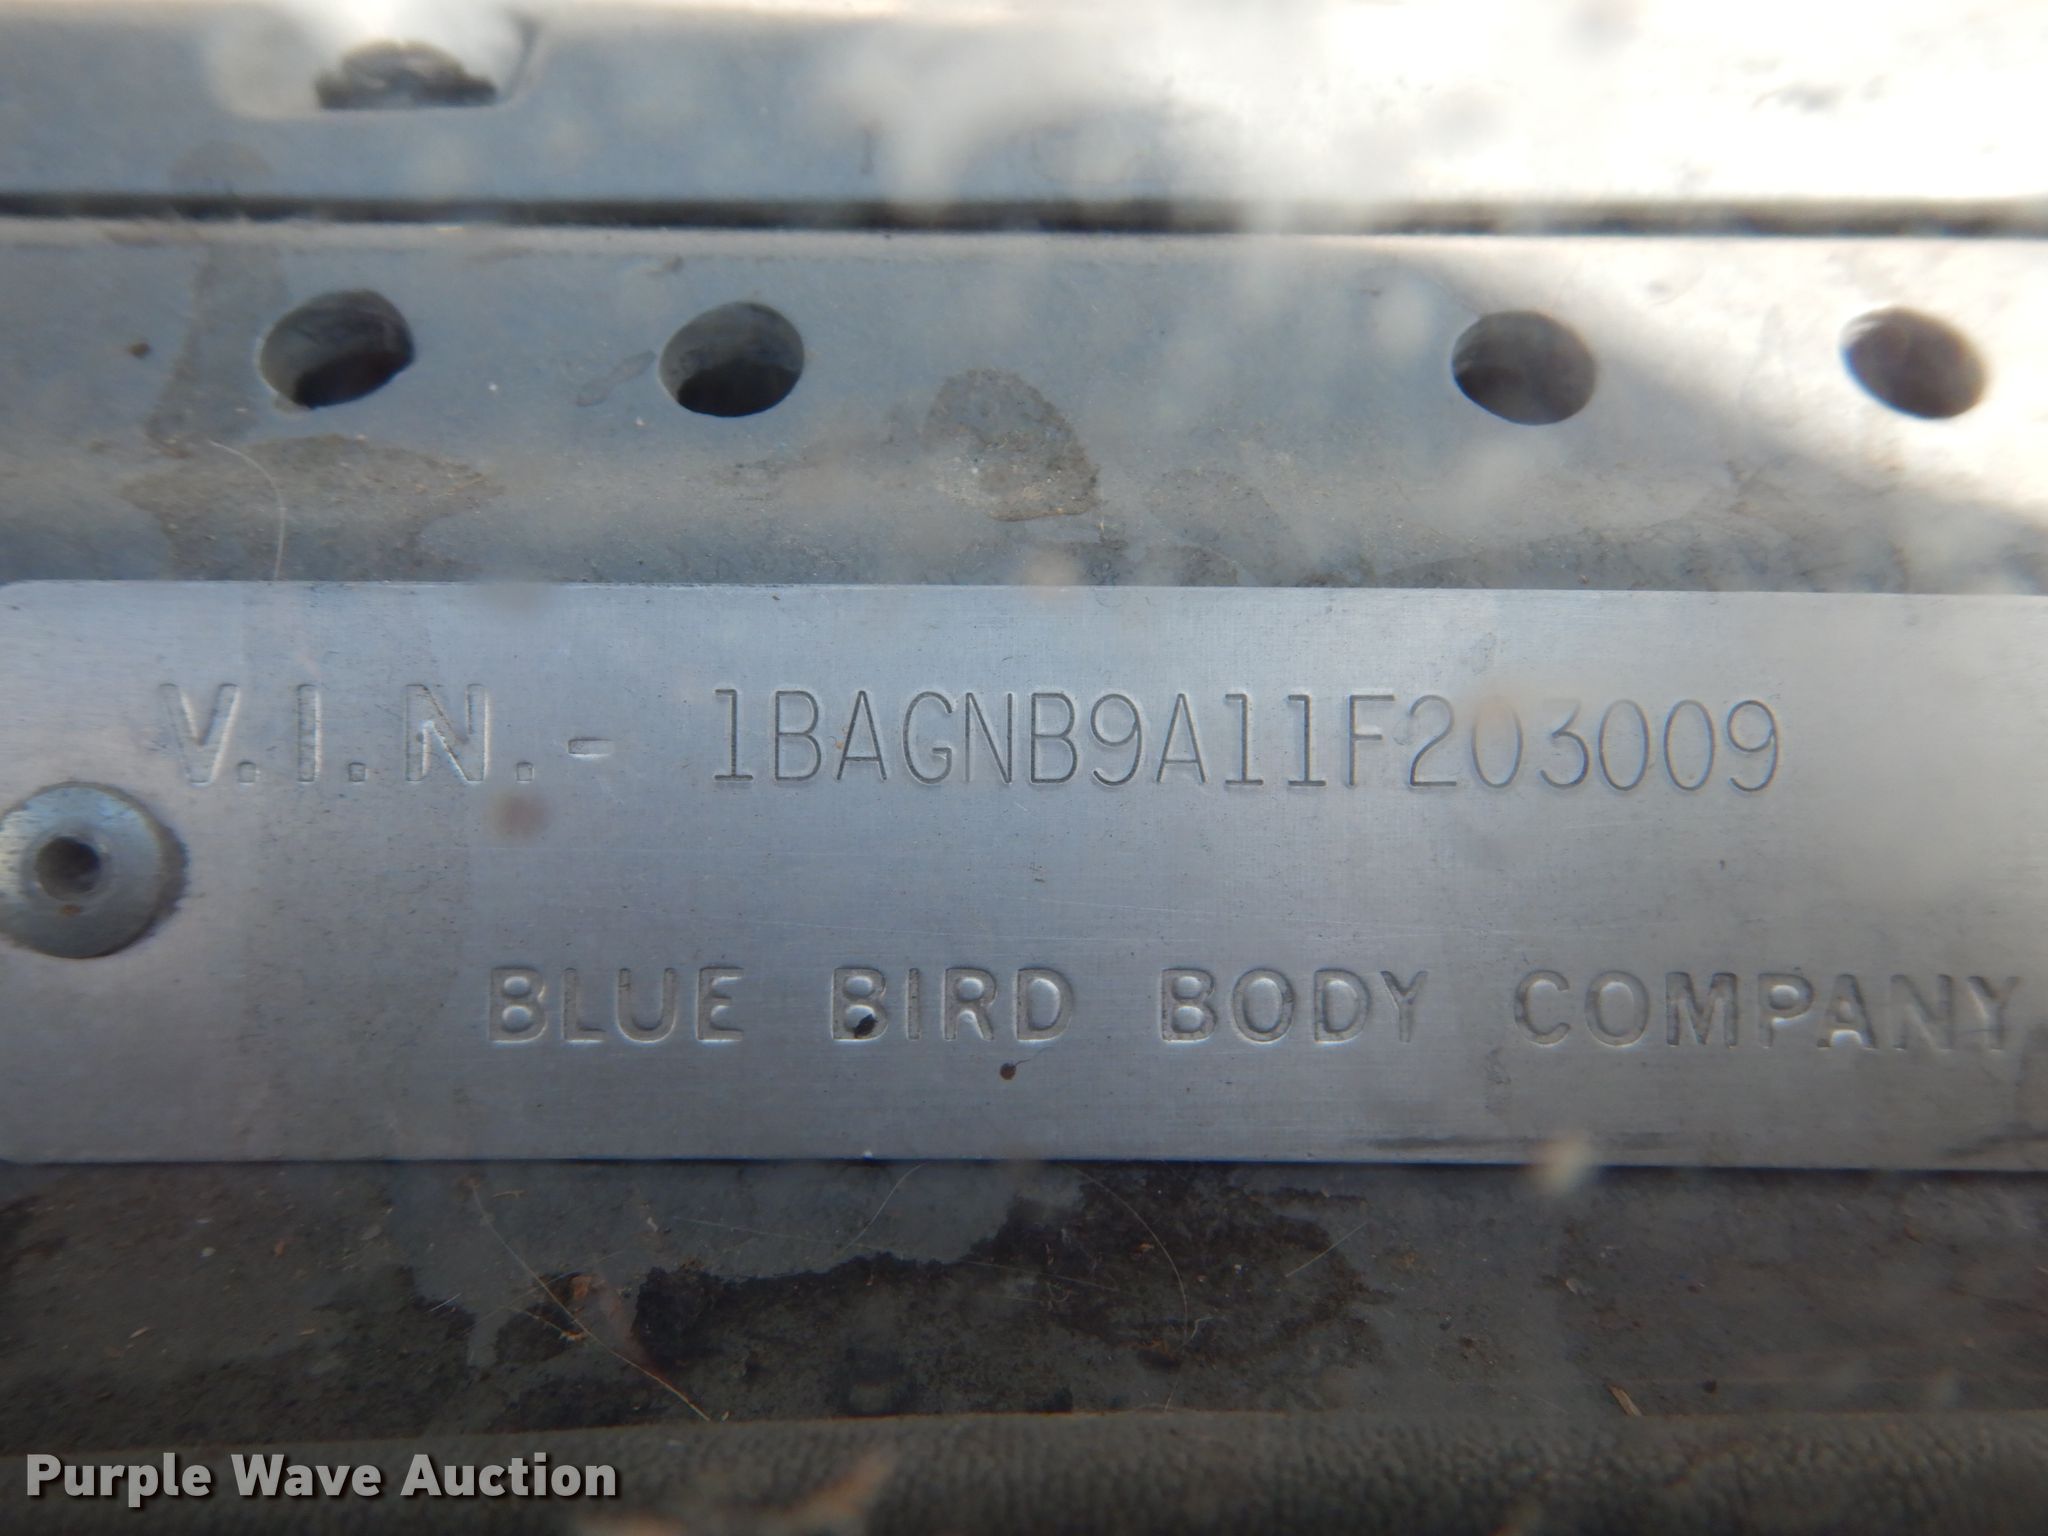 V.I.N.- 1BAGNB9A11F203009
BLUE BIRD BODY COMPANY
Purple Wave Auction